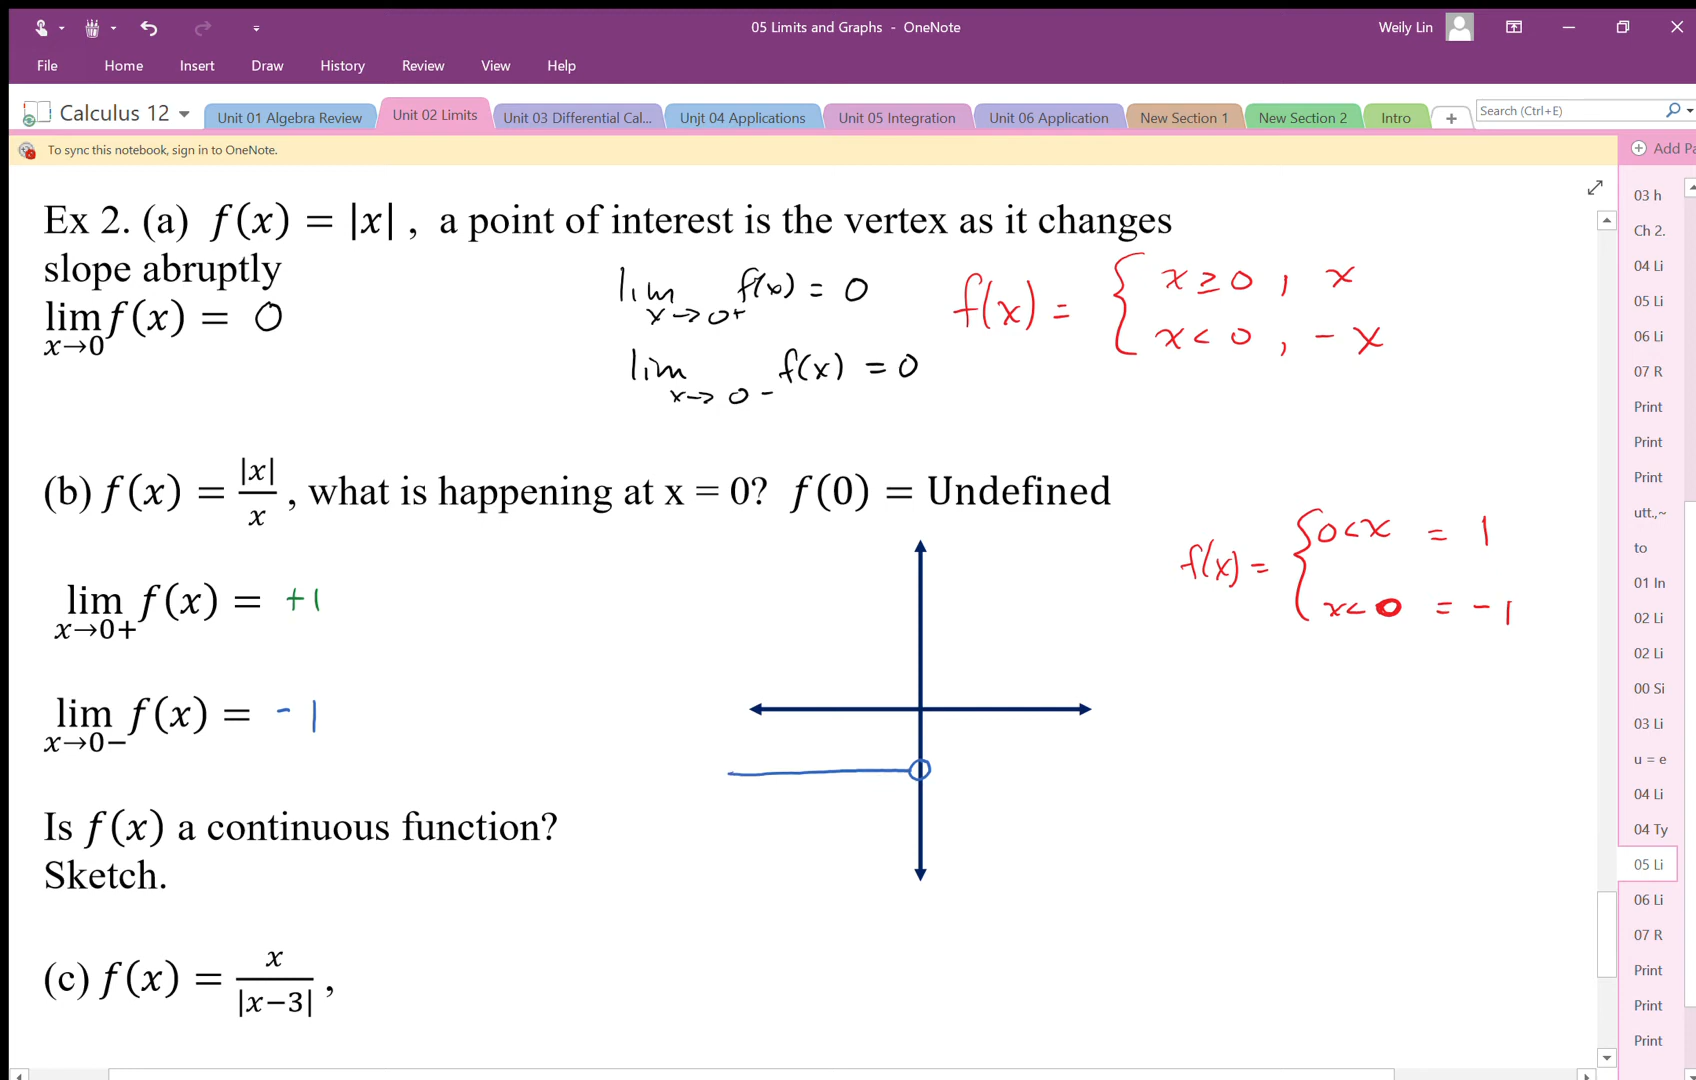 05 Limits and Graphs - OneNote
Weily Lin
File Home Insert Draw History Review View Help
Calculus 12
Unit 01 Algebra Review
Unit 02 Limits
Unit 03 Differential Cal...
Unit 04 Applications
Unit 05 Integration
Unit 06 Application
New Section 1
New Section 2
Intro
+
Search (Ctrl+E)
To sync this notebook, sign in to OneNote.
Add Pa
Ex 2. (a) f(x) = |x| , a point of interest is the vertex as it changes
slope abruptly
lim x→0 f(x) = 0
lim x→0+ f(x) = 0
lim x→0- f(x) = 0
f(x) = { x ≥ 0 , x
x < 0 , - x
(b) f(x) = |x|/x , what is happening at x = 0? f(0) = Undefined
f(x) = { 0<x = 1
x< 0 = -1
lim x→0+ f(x) = +1
lim x→0− f(x) = -1
Is f(x) a continuous function?
Sketch.
(c) f(x) = x/|x−3| ,
03 h
Ch 2.
04 Li
05 Li
06 Li
07 R
Print
Print
Print
utt.,~
to
01 In
02 Li
02 Li
00 Si
03 Li
u = e
04 Li
04 Ty
05 Li
06 Li
07 R
Print
Print
Print